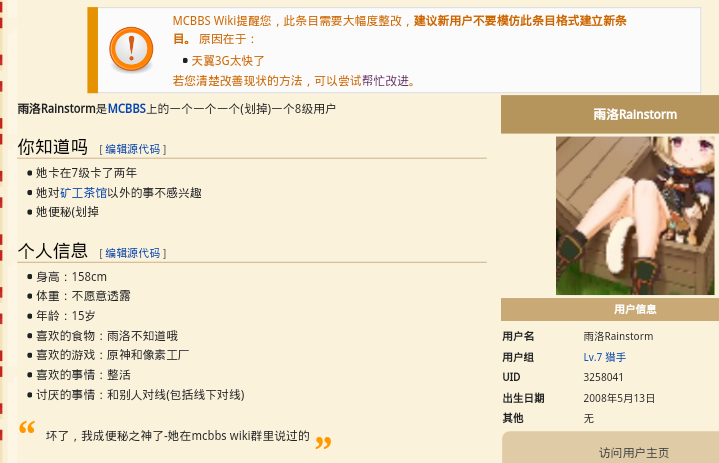 MCBBS Wiki提醒您，此条目需要大幅度整改，建议新用户不要模仿此条目格式建立新条
目。 原因在于：
天翼3G太快了
若您清楚改善现状的方法，可以尝试帮忙改进。
雨洛Rainstorm是MCBBS上的一个一个一个(划掉)一个8级用户
你知道吗 [ 编辑源代码 ]
她卡在7级卡了两年
她对矿工茶馆以外的事不感兴趣
她便秘(划掉
个人信息 [ 编辑源代码 ]
身高：158cm
体重：不愿意透露
年龄：15岁
喜欢的食物：雨洛不知道哦
喜欢的游戏：原神和像素工厂
喜欢的事情：整活
讨厌的事情：和别人对线(包括线下对线)
“ 坏了，我成便秘之神了-她在mcbbs wiki群里说过的 ”
雨洛Rainstorm
用户信息
用户名 雨洛Rainstorm
用户组 Lv.7 猎手
UID 3258041
出生日期 2008年5月13日
其他 无
访问用户主页